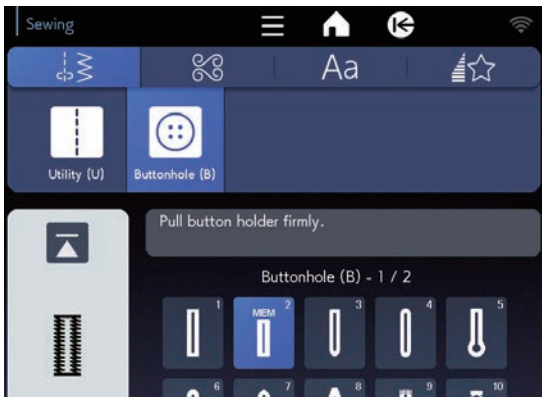 Sewing
Aa
Utility (U)
Buttonhole (B)
Pull button holder firmly.
Buttonhole (B) - 1 / 2
1
MEM 2
3
4
5
6
7
8
9
10